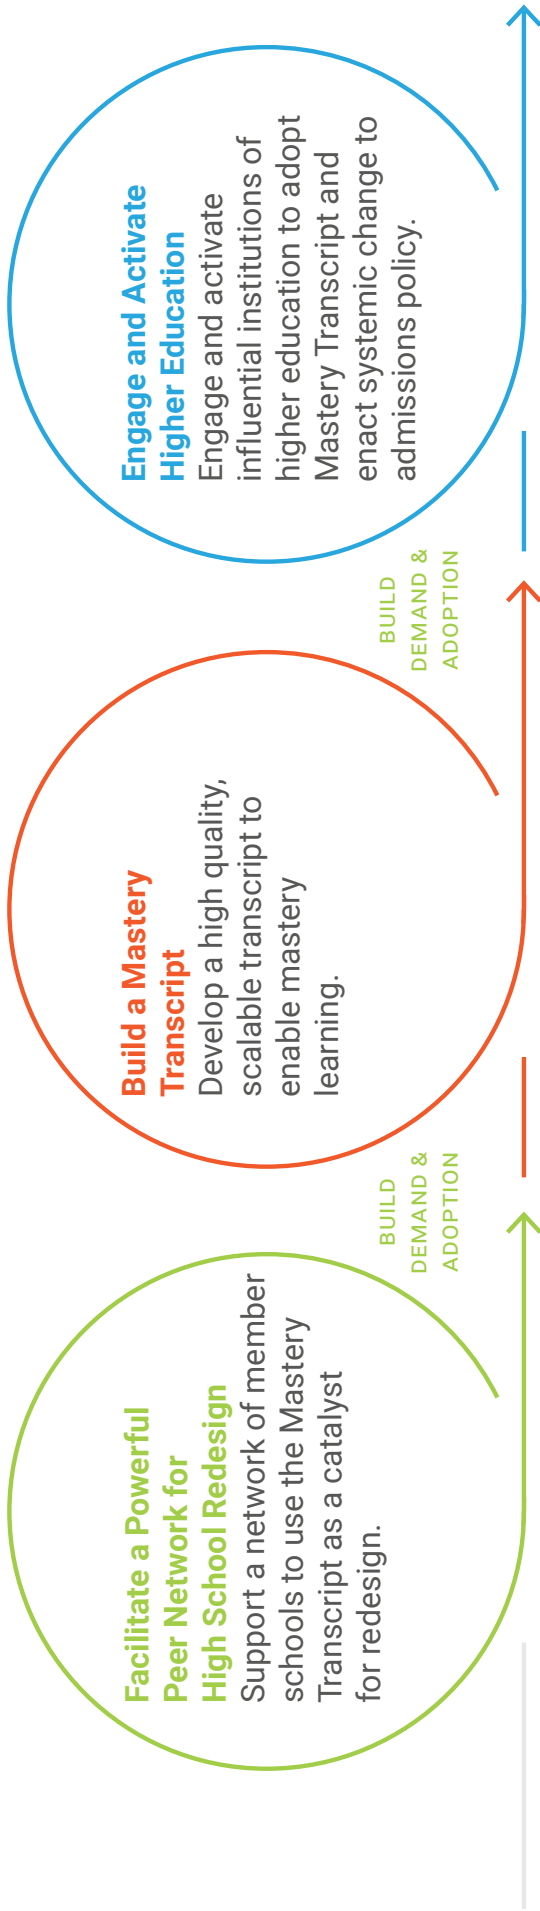 Facilitate a Powerful
Peer Network for
High School Redesign
Support a network of member
schools to use the Mastery
Transcript as a catalyst
for redesign.
BUILD
DEMAND &
ADOPTION
Build a Mastery
Transcript
Develop a high quality,
scalable transcript to
enable mastery
learning.
BUILD
DEMAND &
ADOPTION
Engage and Activate
Higher Education
Engage and activate
influential institutions of
higher education to adopt
Mastery Transcript and
enact systemic change to
admissions policy.